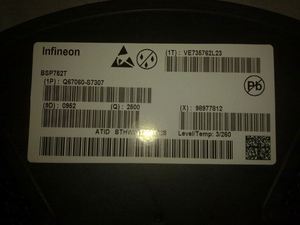 Infineon
(1T): VE735762L23
BSP762T
(1P): Q67060-S7307
Pb
(9D): 0952 (Q): 2500 (X): 98977812
ATID Level/Temp: 3/260